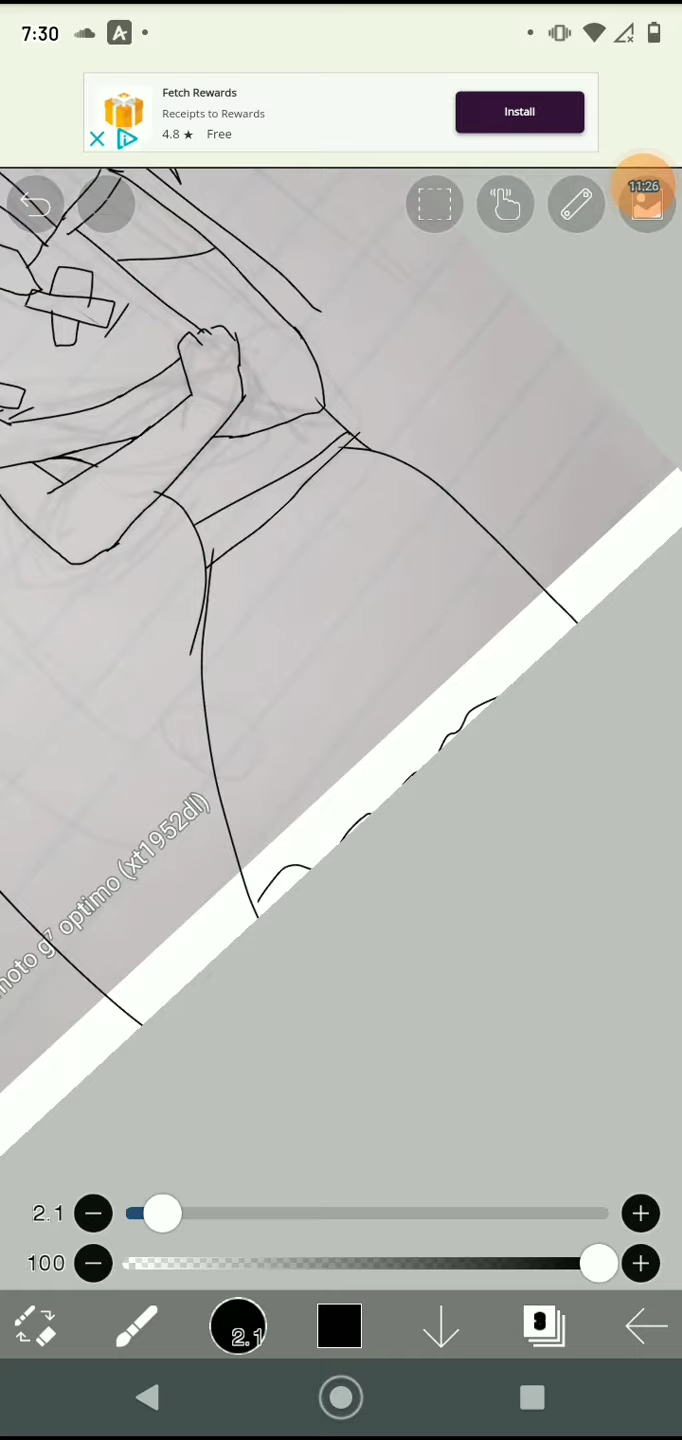 7:30
Fetch Rewards
Receipts to Rewards
4.8 ★ Free
Install
11:26
moto g⁷ optimo (xt1952dl)
2.1
100
2.1
3